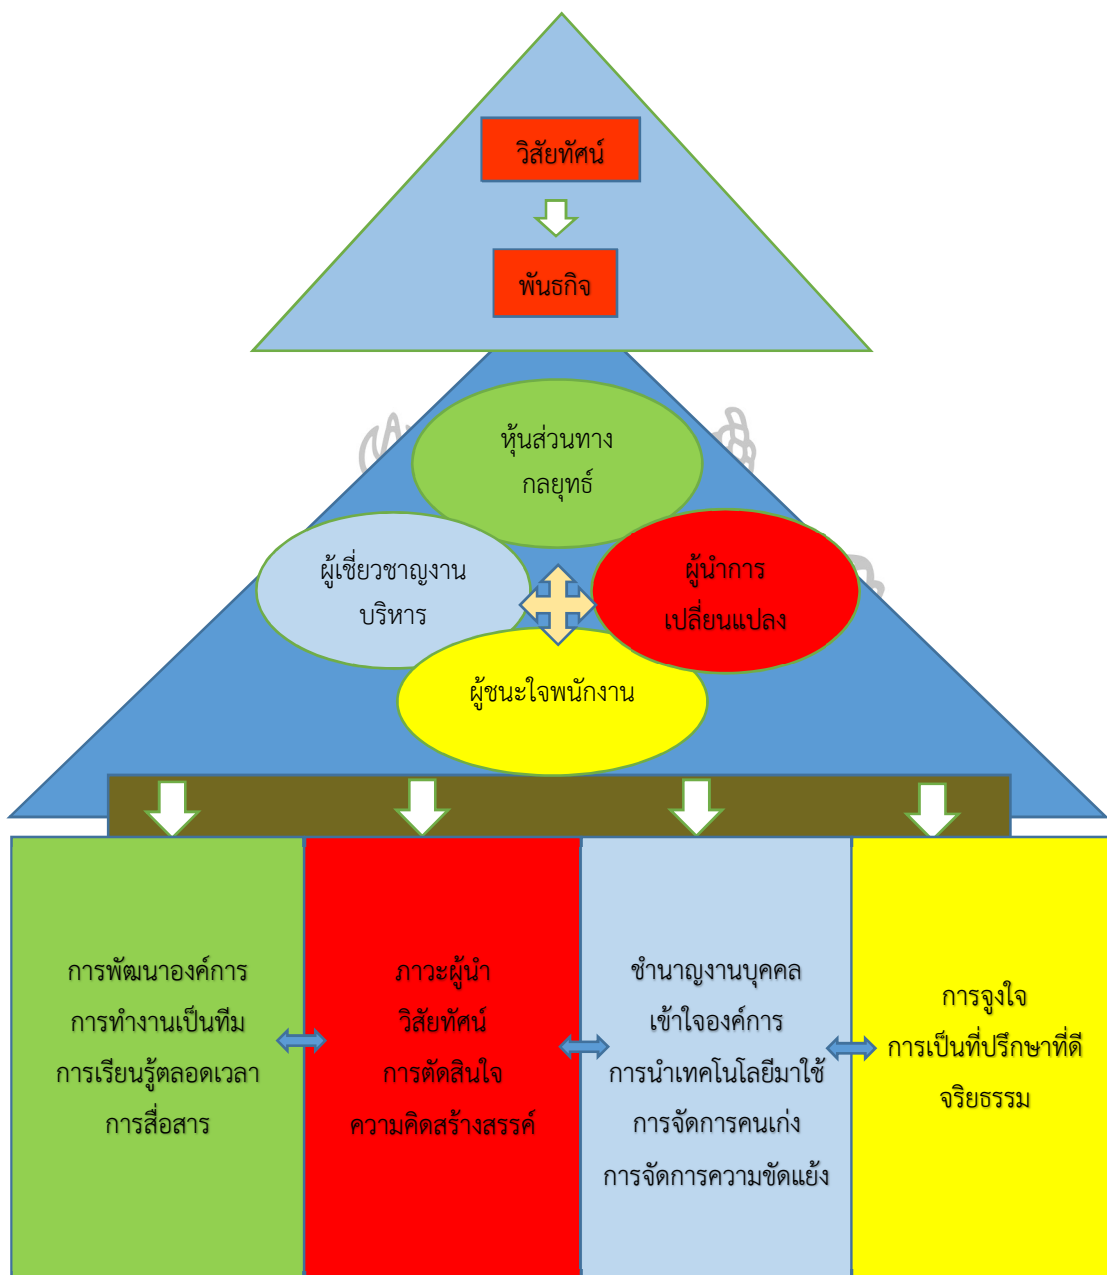 วิสัยทัศน์
พันธกิจ
หุ้นส่วนทาง
กลยุทธ์
ผู้เชี่ยวชาญงาน
บริหาร
ผู้นำการ
เปลี่ยนแปลง
ผู้ชนะใจพนักงาน
การพัฒนาองค์การ
การทำงานเป็นทีม
การเรียนรู้ตลอดเวลา
การสื่อสาร
ภาวะผู้นำ
วิสัยทัศน์
การตัดสินใจ
ความคิดสร้างสรรค์
ชำนาญงานบุคคล
เข้าใจองค์การ
การนำเทคโนโลยีมาใช้
การจัดการคนเก่ง
การจัดการความขัดแย้ง
การจูงใจ
การเป็นที่ปรึกษาที่ดี
จริยธรรม